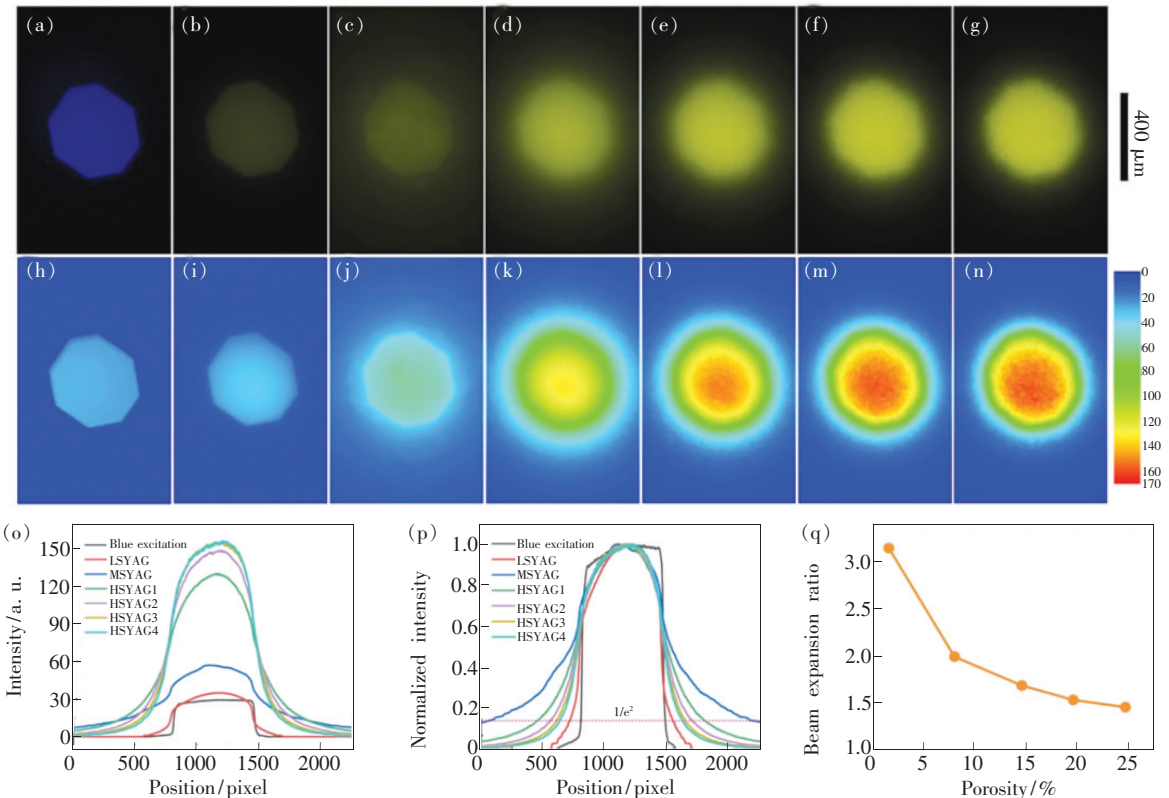 (a)
(b)
(c)
(d)
(e)
(f)
(g)
400 μm
(h)
(i)
(j)
(k)
(l)
(m)
(n)
0
20
40
60
80
100
120
140
160
170
(o)
150
120
90
60
30
0
Intensity/a. u.
Blue excitation
LSYAG
MSYAG
HSYAG1
HSYAG2
HSYAG3
HSYAG4
0
500
1000
1500
2000
Position/pixel
(p)
1.0
0.8
0.6
0.4
0.2
0
Normalized intensity
Blue excitation
LSYAG
MSYAG
HSYAG1
HSYAG2
HSYAG3
HSYAG4
1/e²
0
500
1000
1500
2000
Position/pixel
(q)
3.0
2.5
2.0
1.5
1.0
Beam expansion ratio
0
5
10
15
20
25
Porosity/%